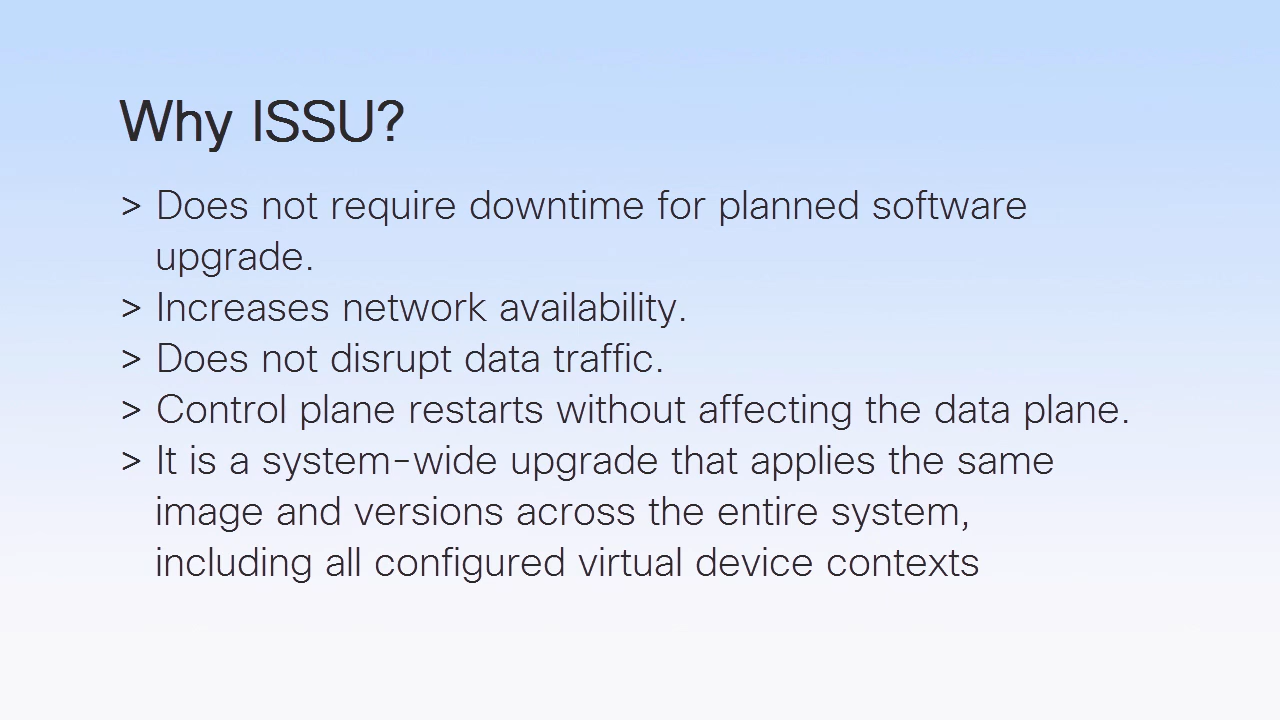 Why ISSU?
> Does not require downtime for planned software
upgrade.
> Increases network availability.
> Does not disrupt data traffic.
> Control plane restarts without affecting the data plane.
> It is a system-wide upgrade that applies the same
image and versions across the entire system,
including all configured virtual device contexts